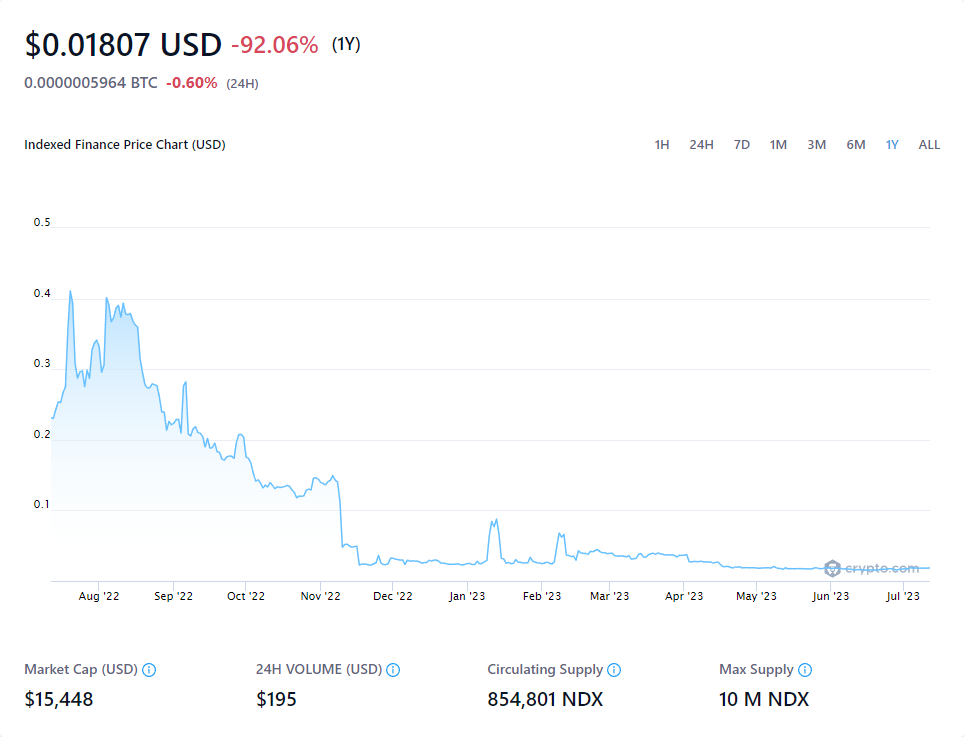 $0.01807 USD -92.06% (1Y)
0.0000005964 BTC -0.60% (24H)
Indexed Finance Price Chart (USD) 1H 24H 7D 1M 3M 6M 1Y ALL
0.5
0.4
0.3
0.2
0.1
crypto.com
Aug '22 Sep '22 Oct '22 Nov '22 Dec '22 Jan '23 Feb '23 Mar '23 Apr '23 May '23 Jun '23 Jul '23
Market Cap (USD) 24H VOLUME (USD) Circulating Supply Max Supply
$15,448 $195 854,801 NDX 10 M NDX